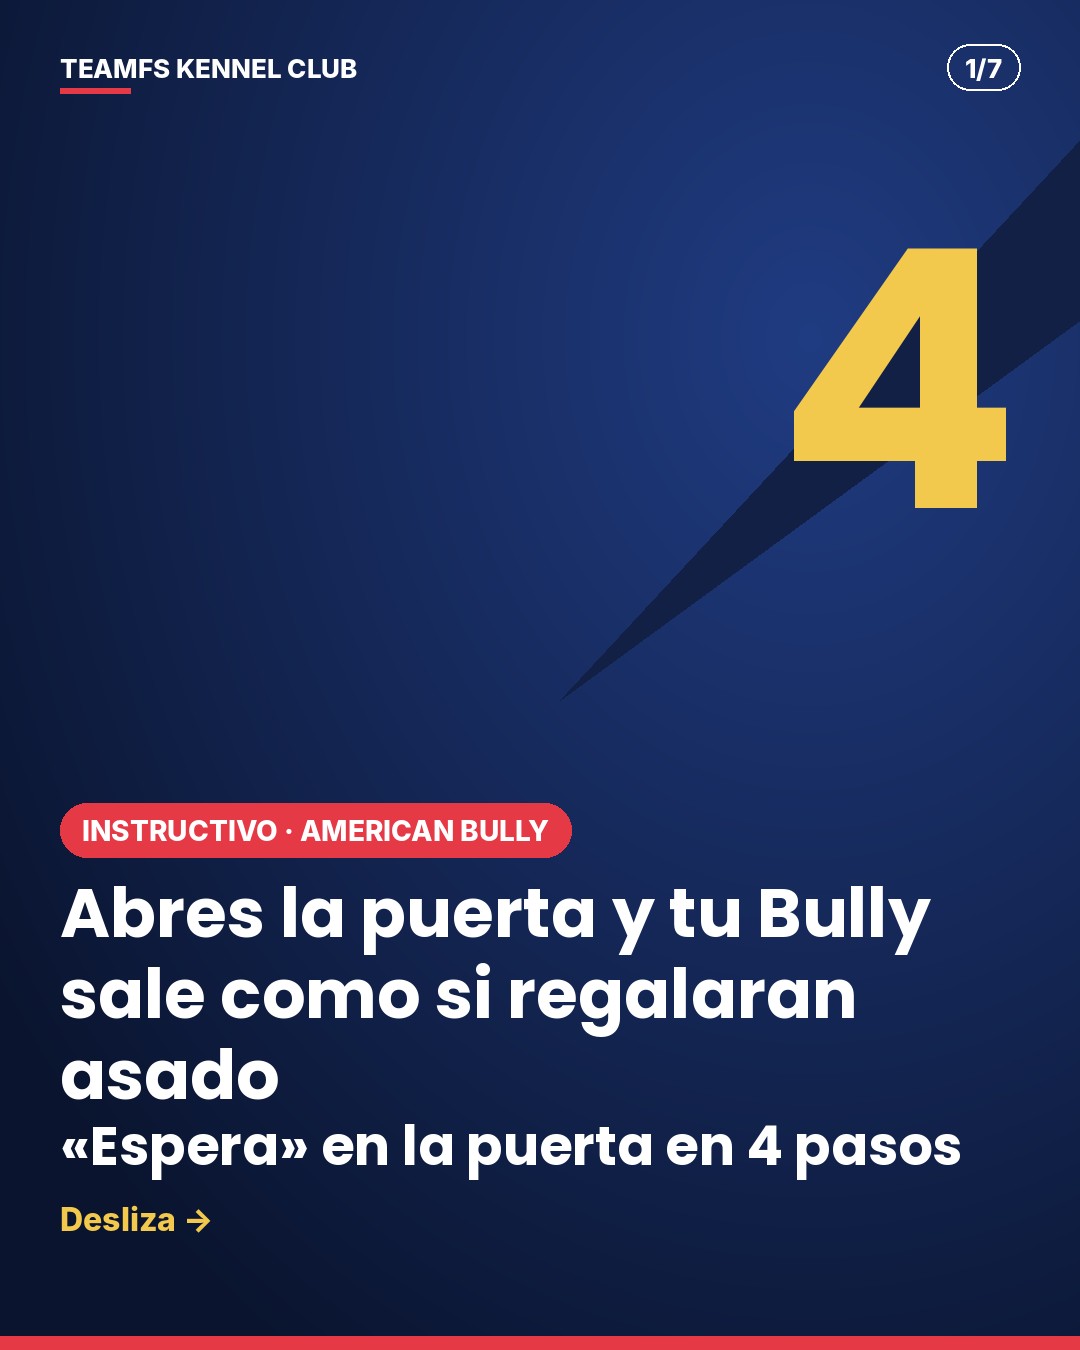 TEAMFS KENNEL CLUB
1/7
4
INSTRUCTIVO · AMERICAN BULLY
Abres la puerta y tu Bully
sale como si regalaran
asado
«Espera» en la puerta en 4 pasos
Desliza →